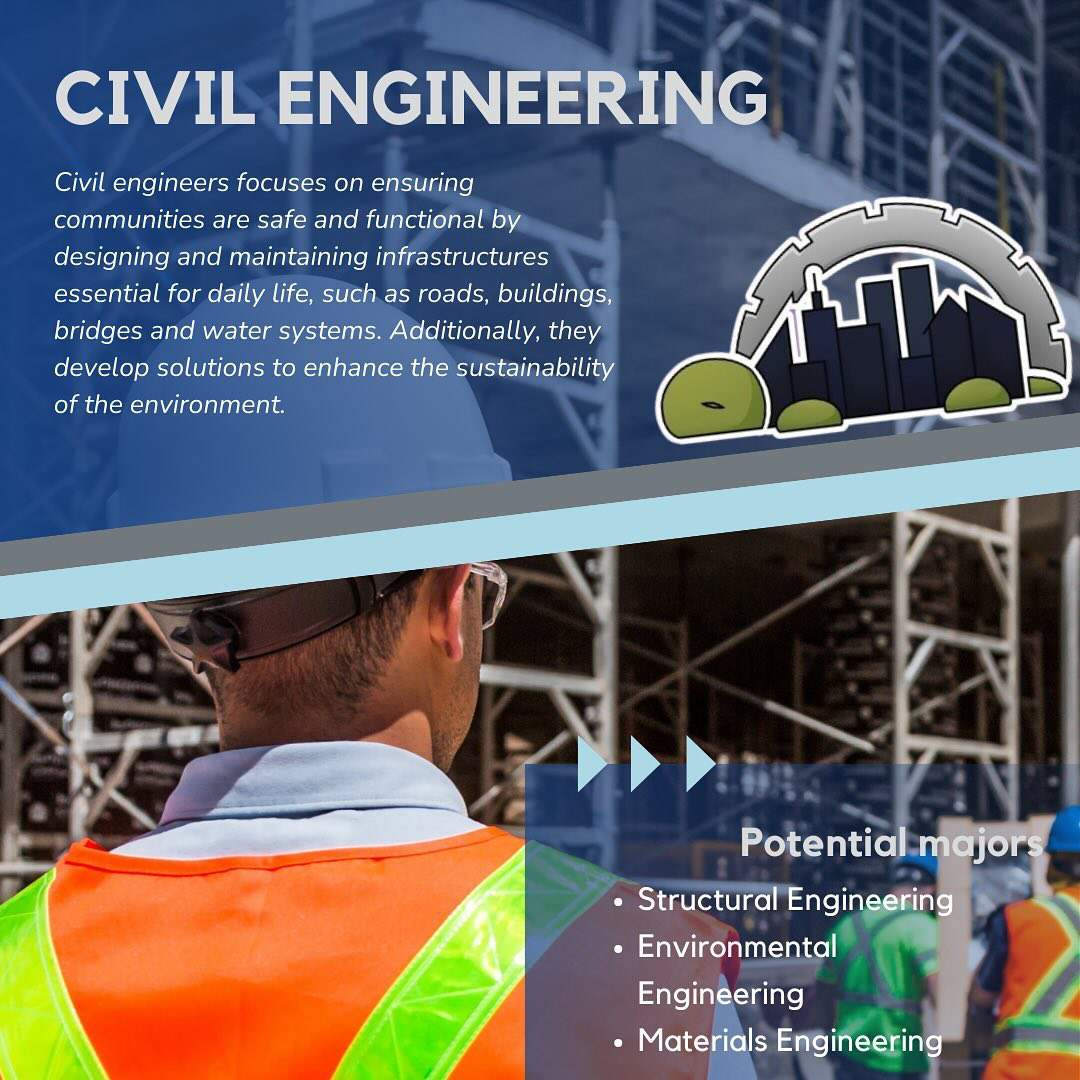 CIVIL ENGINEERING
Civil engineers focuses on ensuring
communities are safe and functional by
designing and maintaining infrastructures
essential for daily life, such as roads, buildings,
bridges and water systems. Additionally, they
develop solutions to enhance the sustainability
of the environment.
Potential majors
• Structural Engineering
• Environmental
Engineering
• Materials Engineering